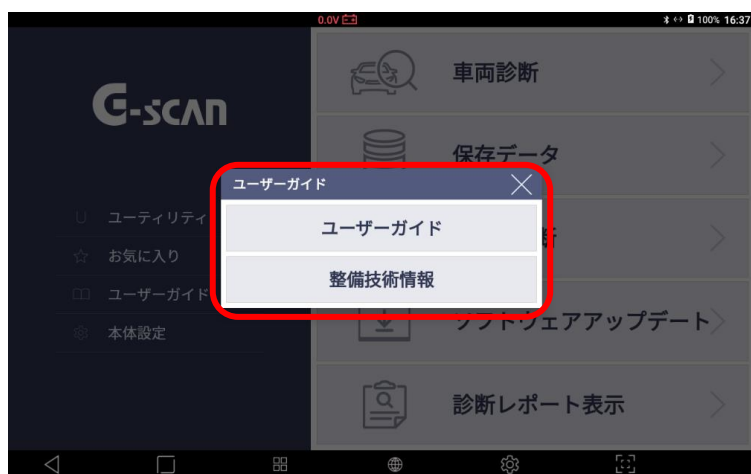 0.0V
100% 16:37
G-scan
ユーティリティ
お気に入り
ユーザーガイド
本体設定
車両診断
保存データ
断
ソフトウェアアップデート
診断レポート表示
ユーザーガイド
ユーザーガイド
整備技術情報